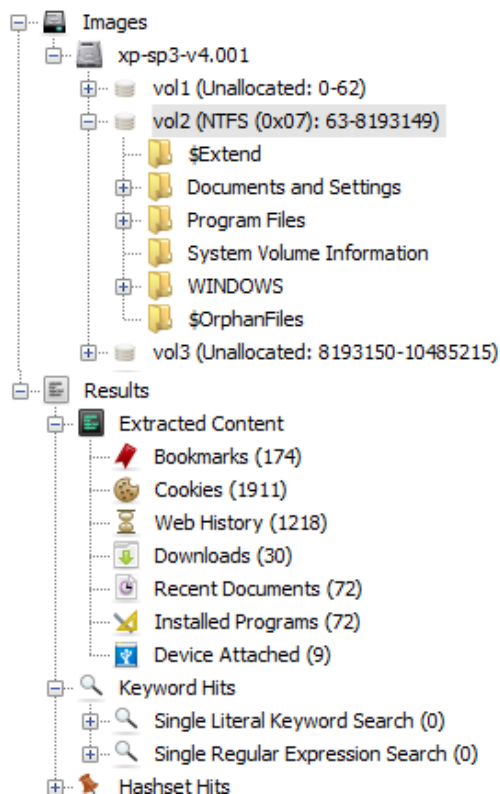 Images
xp-sp3-v4.001
vol1 (Unallocated: 0-62)
vol2 (NTFS (0x07): 63-8193149)
$Extend
Documents and Settings
Program Files
System Volume Information
WINDOWS
$OrphanFiles
vol3 (Unallocated: 8193150-10485215)
Results
Extracted Content
Bookmarks (174)
Cookies (1911)
Web History (1218)
Downloads (30)
Recent Documents (72)
Installed Programs (72)
Device Attached (9)
Keyword Hits
Single Literal Keyword Search (0)
Single Regular Expression Search (0)
Hashset Hits